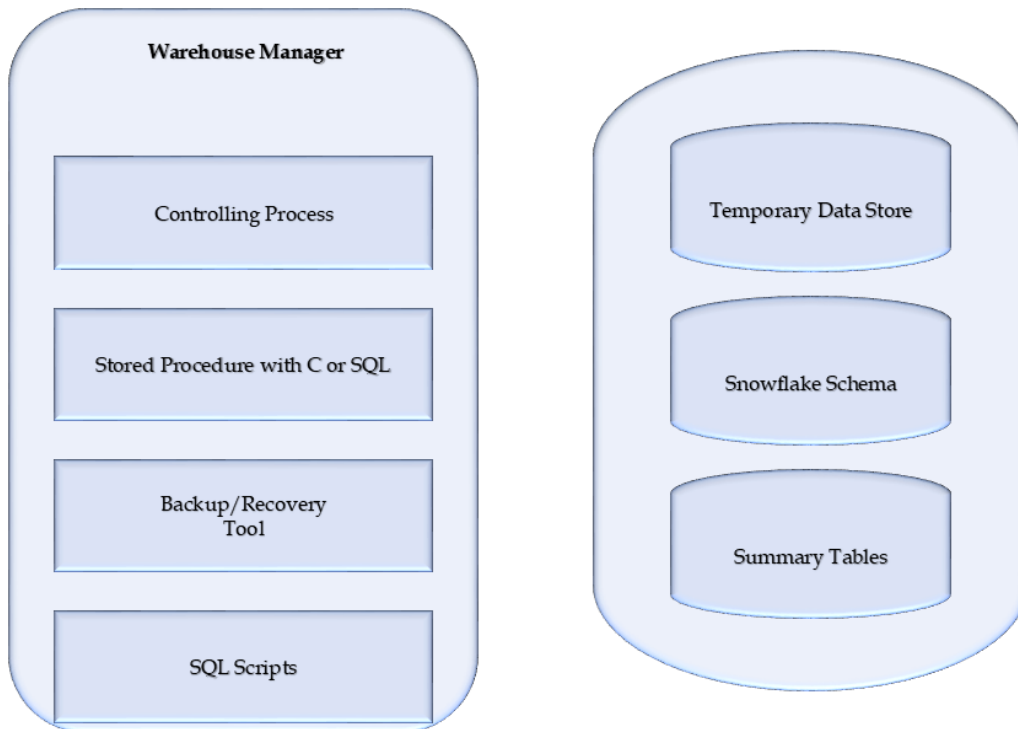 Warehouse Manager
Controlling Process
Stored Procedure with C or SQL
Backup/Recovery
Tool
SQL Scripts
Temporary Data Store
Snowflake Schema
Summary Tables